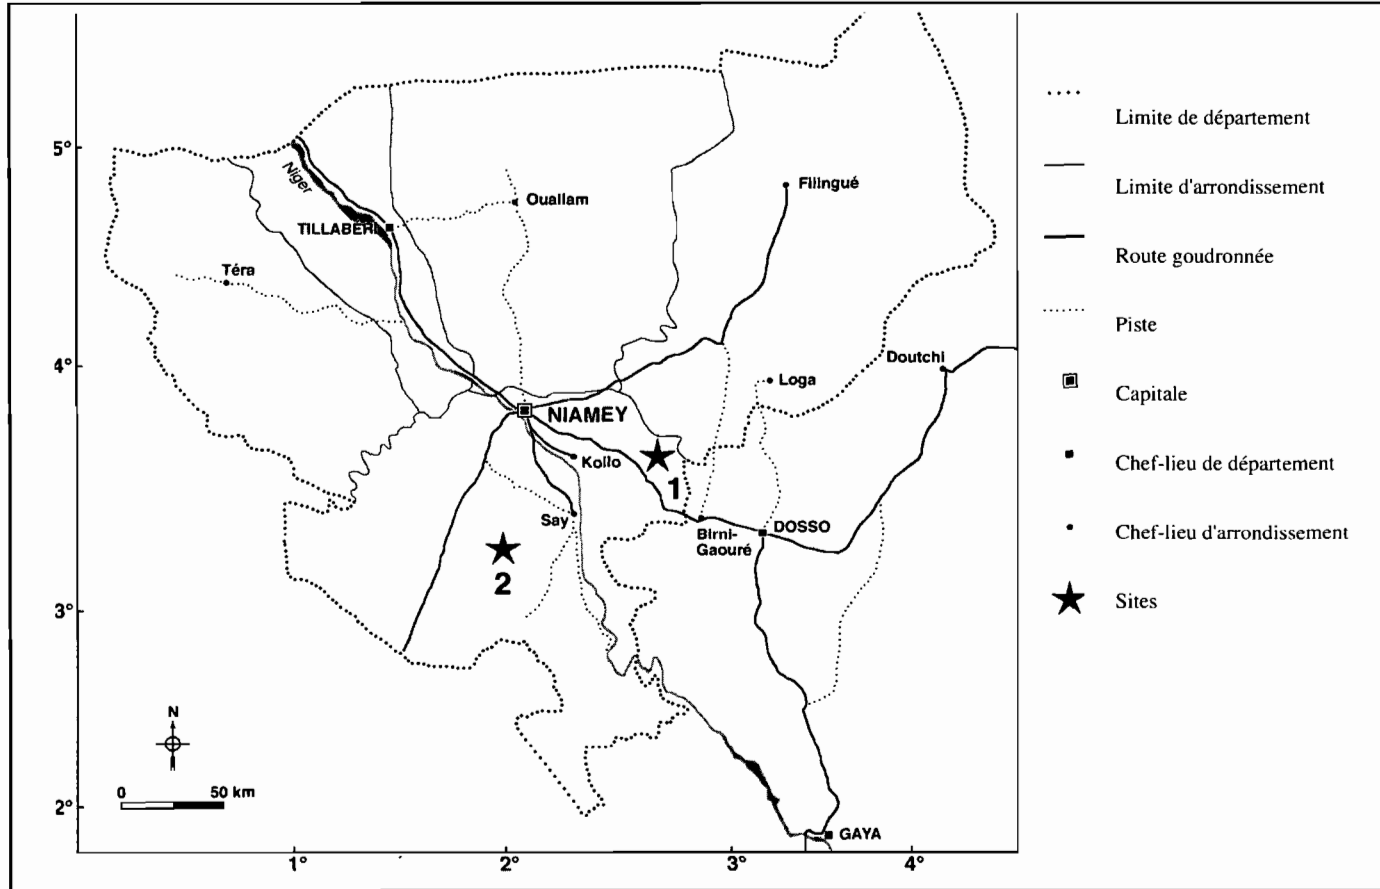 5°
Niger
Ouallam
Filingué
TILLABERI
Téra
4°
Doutchi
Loga
NIAMEY
Kollo
1
Say
DOSSO
Birni-
Gaouré
2
3°
N
0 50 km
2°
GAYA
1° 2° 3° 4°
Limite de département
Limite d'arrondissement
Route goudronnée
Piste
Capitale
Chef-lieu de département
Chef-lieu d'arrondissement
Sites